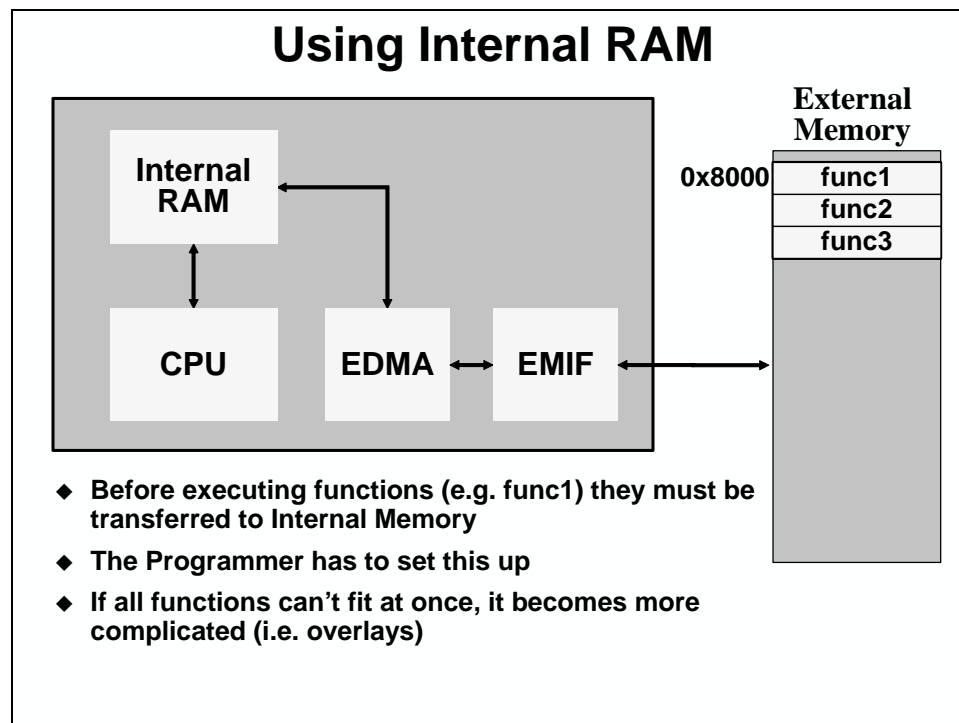 Using Internal RAM
External
Memory
Internal
RAM
0x8000
func1
func2
func3
CPU
EDMA
EMIF
◆ Before executing functions (e.g. func1) they must be
transferred to Internal Memory
◆ The Programmer has to set this up
◆ If all functions can’t fit at once, it becomes more
complicated (i.e. overlays)